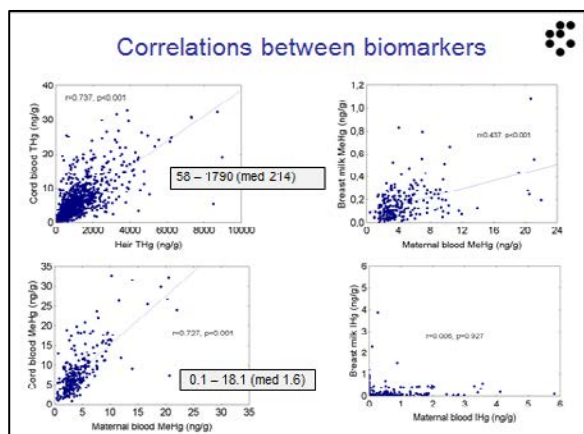 Correlations between biomarkers
40
30
20
10
0
Cord blood THg (ng/g)
r=0.737, p<0.001
58 – 1790 (med 214)
0 2000 4000 6000 8000 10000
Hair THg (ng/g)
1,2
1,0
0,8
0,6
0,4
0,2
0,0
Breast milk MeHg (ng/g)
r=0.437 p<0.001
0 4 8 12 16 20 24
Maternal blood MeHg (ng/g)
35
30
25
20
15
10
5
0
Cord blood MeHg (ng/g)
p=0.001
0.1 – 18.1 (med 1.6)
0 5 10 15 20 25 30 35
Maternal blood MeHg (ng/g)
6
5
4
3
2
1
0
Breast milk IHg (ng/g)
r=0.006, p=0.927
0 1 2 3 4 5 6
Maternal blood IHg (ng/g)